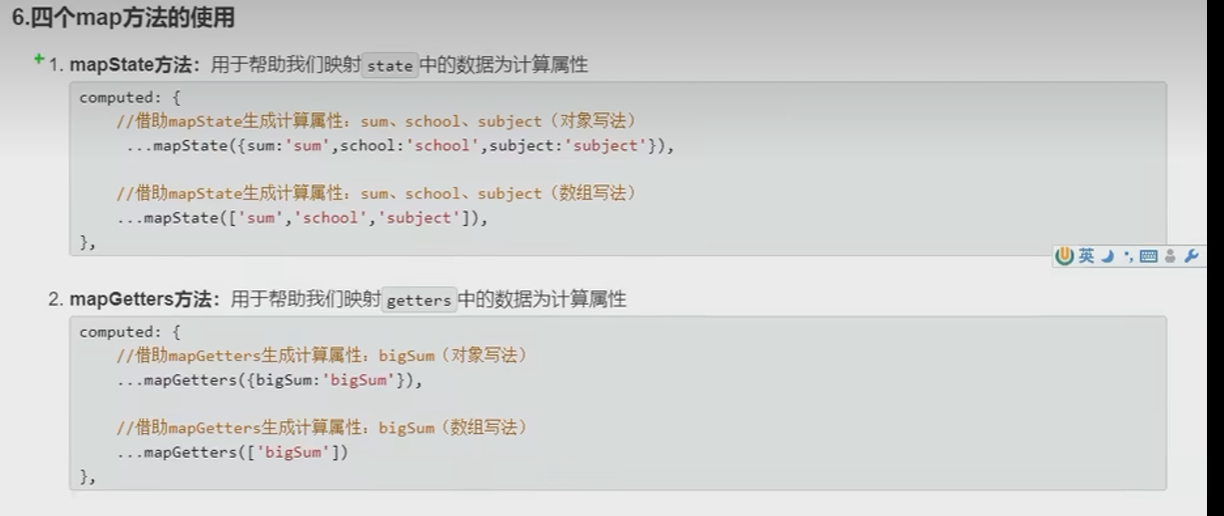 6.四个map方法的使用
1. mapState方法：用于帮助我们映射state中的数据为计算属性
computed: {
//借助mapState生成计算属性：sum、school、subject（对象写法）
...mapState({sum:'sum',school:'school',subject:'subject'}),
//借助mapState生成计算属性：sum、school、subject（数组写法）
...mapState(['sum','school','subject']),
},
英
2. mapGetters方法：用于帮助我们映射getters中的数据为计算属性
computed: {
//借助mapGetters生成计算属性：bigSum（对象写法）
...mapGetters({bigSum:'bigSum'}),
//借助mapGetters生成计算属性：bigSum（数组写法）
...mapGetters(['bigSum'])
},